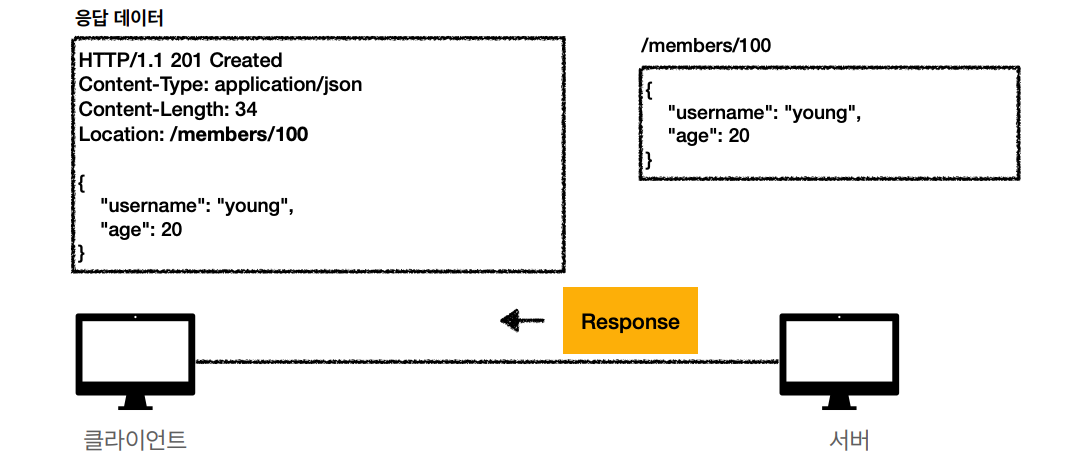 응답 데이터
HTTP/1.1 201 Created
Content-Type: application/json
Content-Length: 34
Location: /members/100
{
"username": "young",
"age": 20
}
/members/100
{
"username": "young",
"age": 20
}
Response
클라이언트
서버